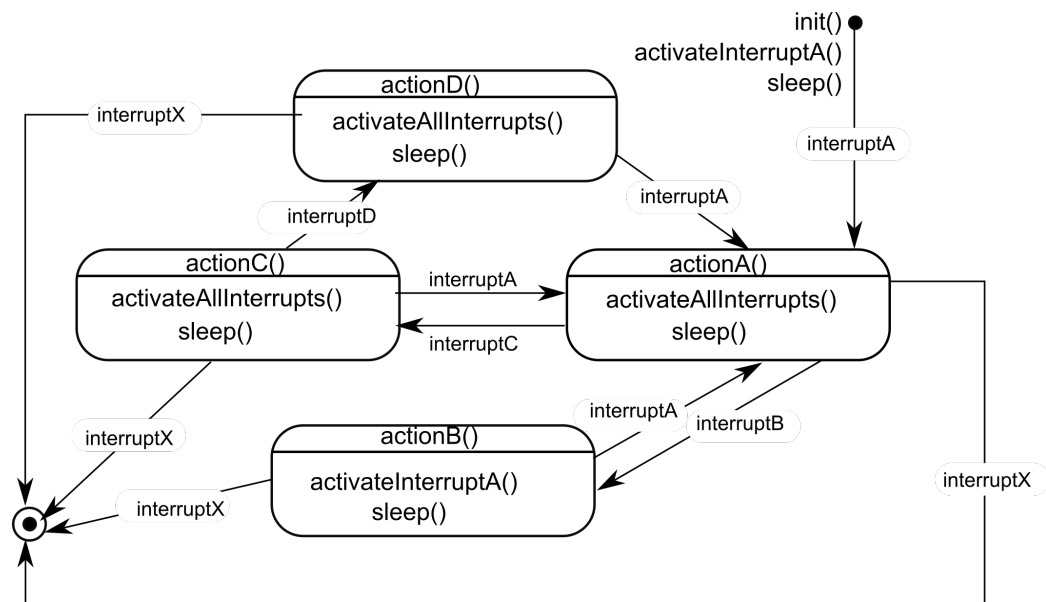 init()
activateInterruptA()
sleep()
actionD()
interruptX
activateAllInterrupts()
sleep()
interruptA
interruptA
interruptD
actionC()
activateAllInterrupts()
sleep()
interruptA
interruptC
actionA()
activateAllInterrupts()
sleep()
interruptA
interruptB
interruptX
actionB()
activateInterruptA()
sleep()
interruptX
interruptX